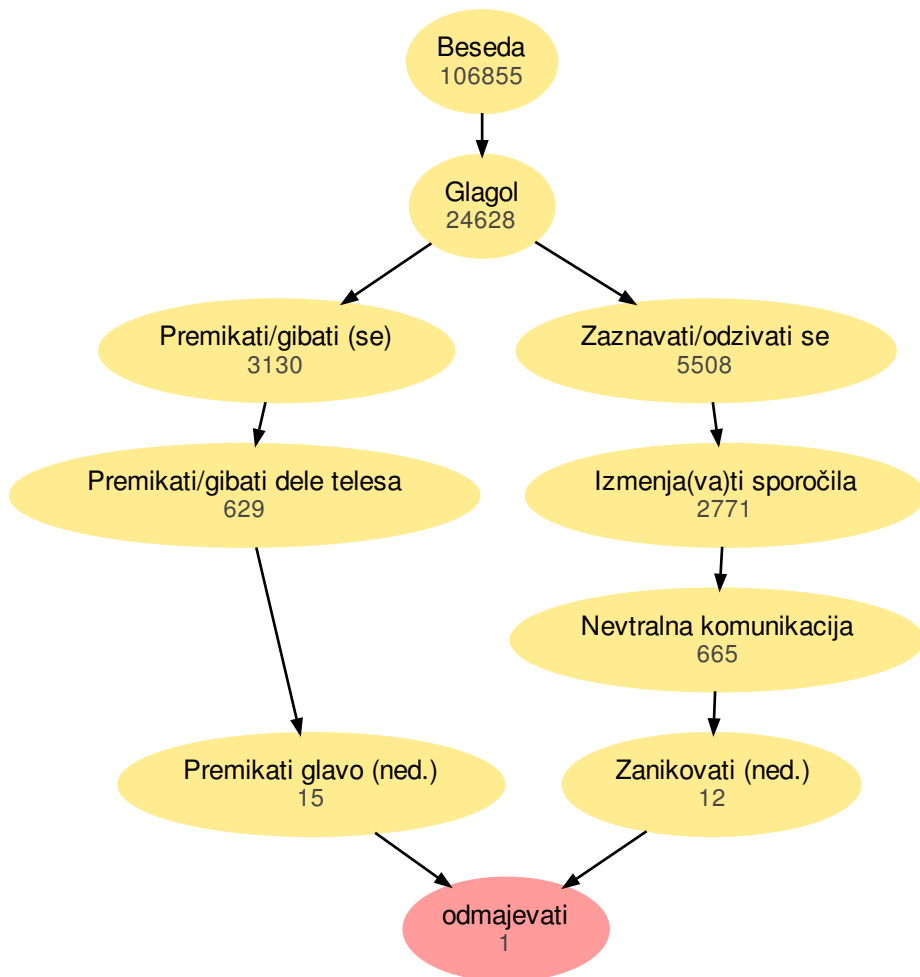 Beseda
106855
Glagol
24628
Premikati/gibati (se)
3130
Zaznavati/odzivati se
5508
Premikati/gibati dele telesa
629
Izmenja(va)ti sporočila
2771
Nevtralna komunikacija
665
Premikati glavo (ned.)
15
Zanikovati (ned.)
12
odmajevati
1